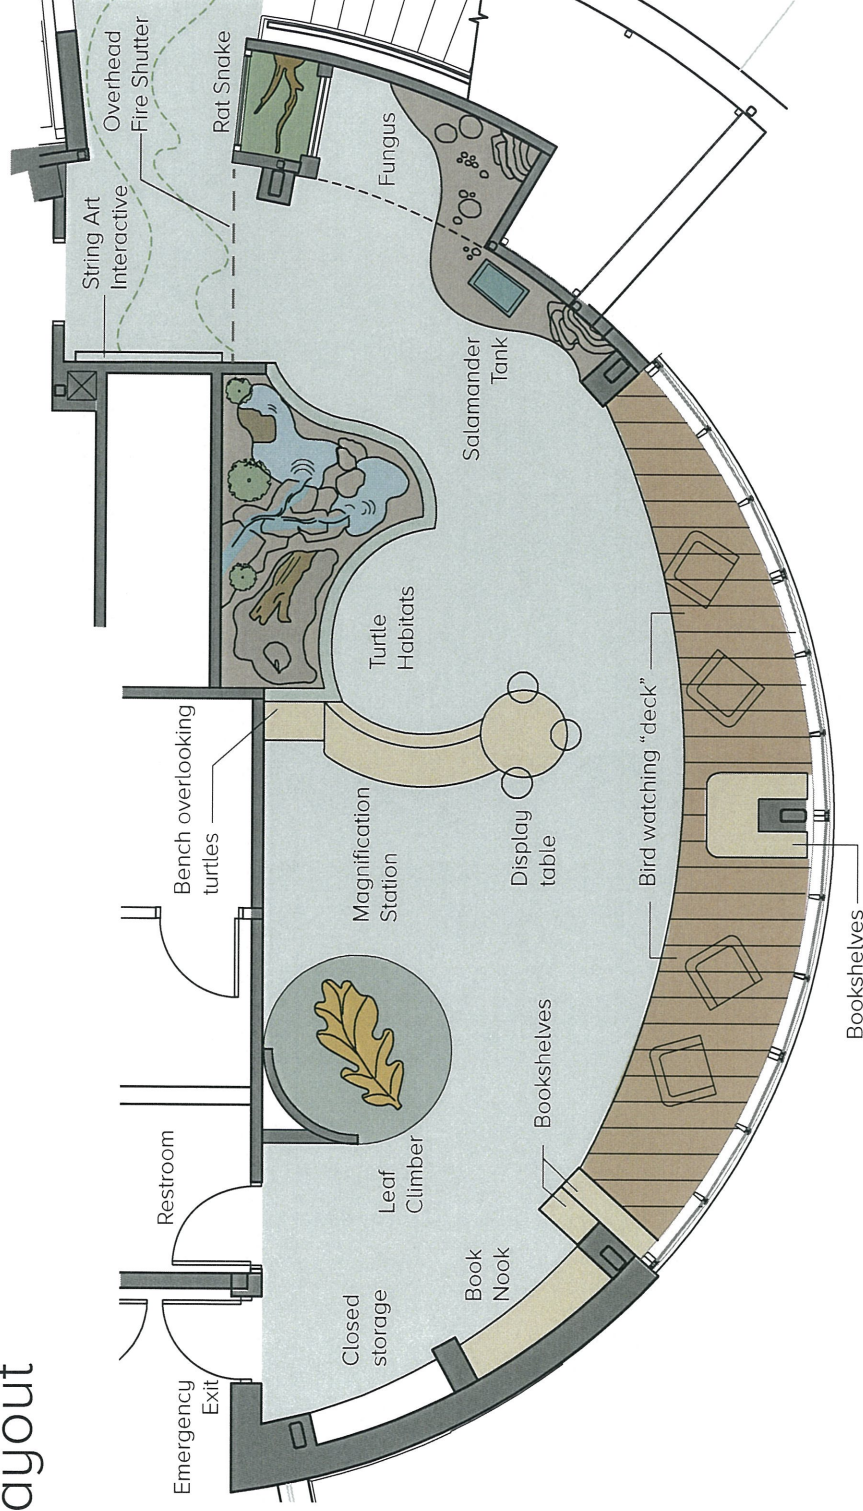 ayout
Emergency
Exit
Restroom
Bench overlooking
turtles
String Art
Interactive
Overhead
Fire Shutter
Rat Snake
Closed
storage
Leaf
Climber
Magnification
Station
Turtle
Habitats
Fungus
Book
Nook
Bookshelves
Display
table
Salamander
Tank
Bird watching “deck”
Bookshelves